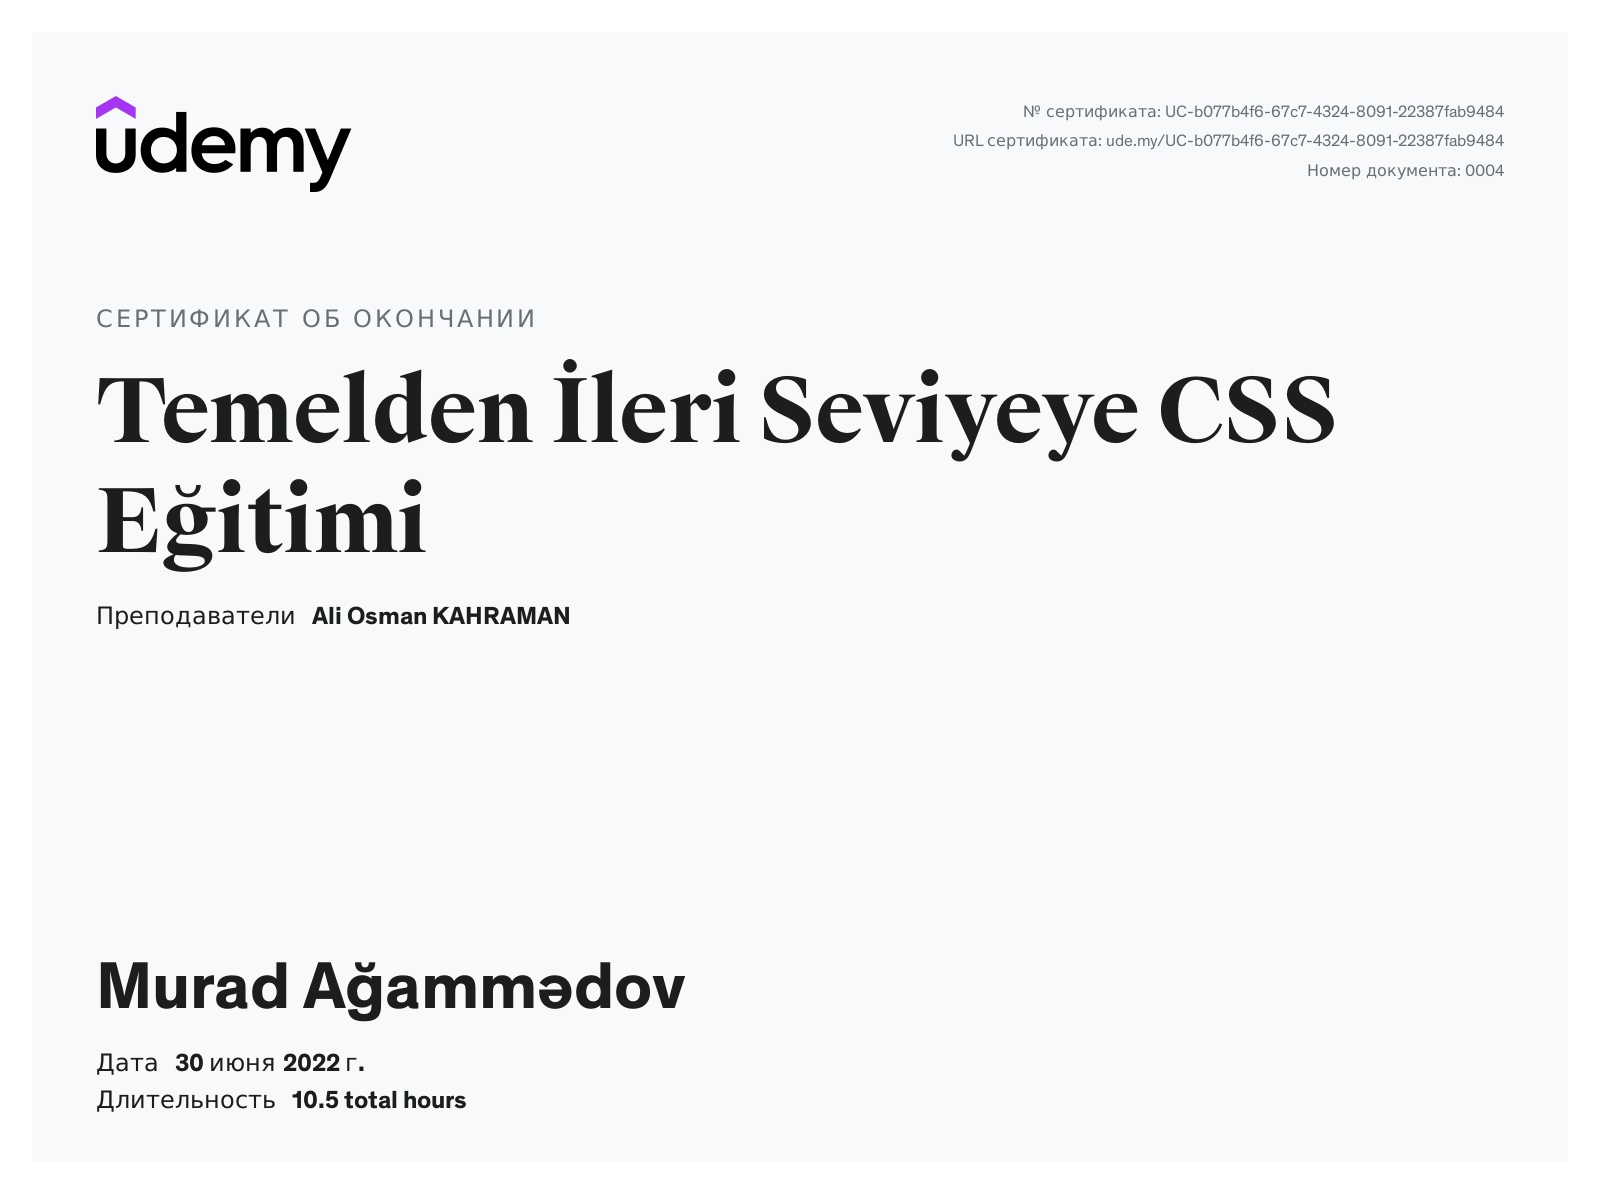 udemy
№ сертификата: UC-b077b4f6-67c7-4324-8091-22387fab9484
URL сертификата: ude.my/UC-b077b4f6-67c7-4324-8091-22387fab9484
Номер документа: 0004
СЕРТИФИКАТ ОБ ОКОНЧАНИИ
Temelden İleri Seviyeye CSS
Eğitimi
Преподаватели Ali Osman KAHRAMAN
Murad Ağammədov
Дата 30 июня 2022 г.
Длительность 10.5 total hours